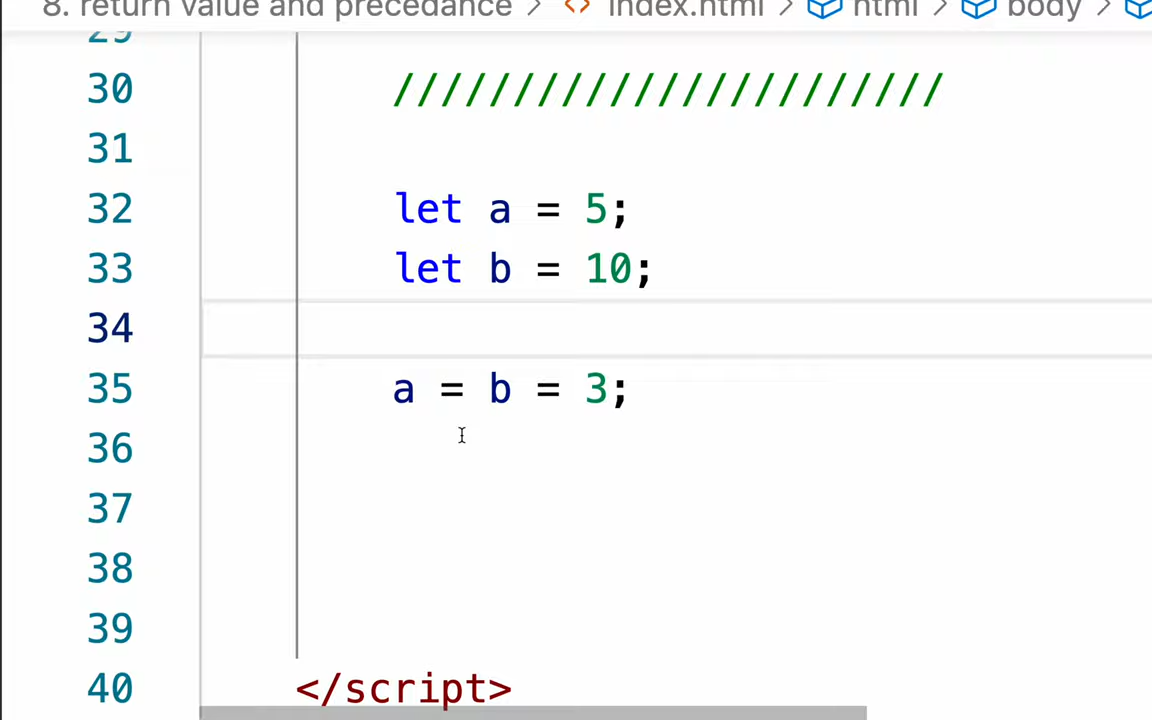 8. return value and precedance > <> index.html > html > body >
29
30 ///////////////////////
31
32 let a = 5;
33 let b = 10;
34
35 a = b = 3;
36
37
38
39
40 </script>